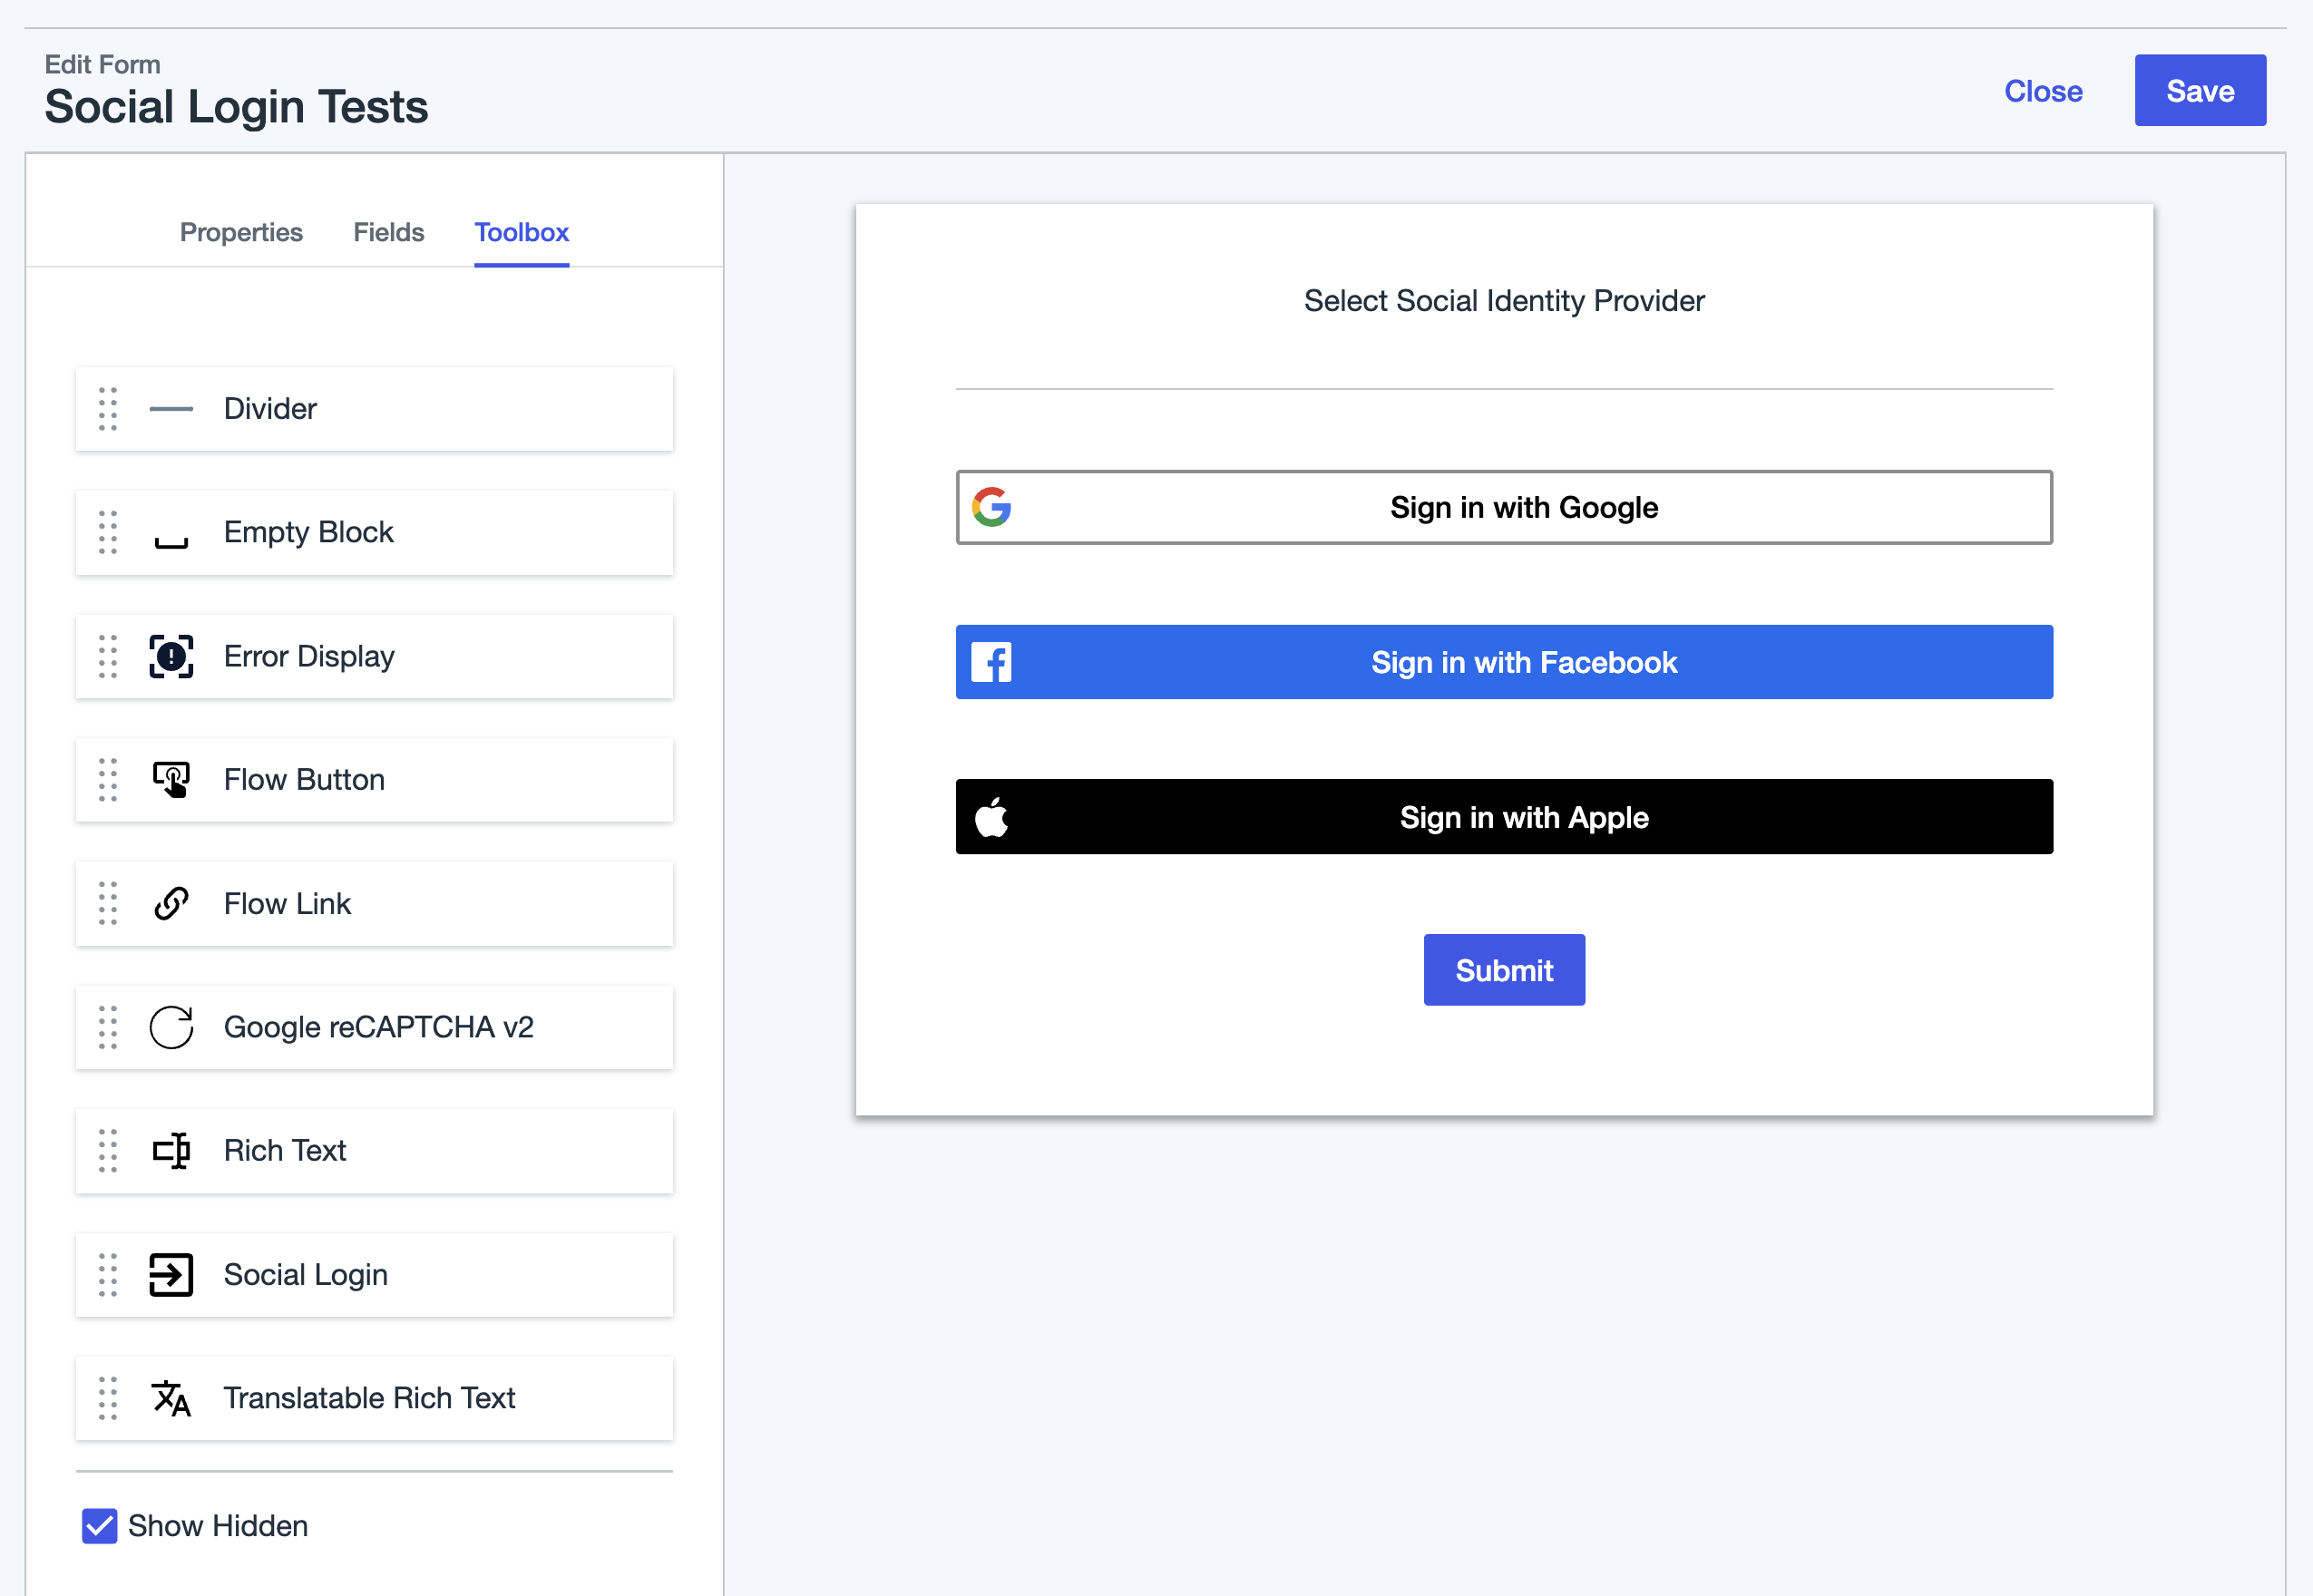 Edit Form
Social Login Tests
Close
Save
Properties
Fields
Toolbox
Divider
Empty Block
Error Display
Flow Button
Flow Link
Google reCAPTCHA v2
Rich Text
Social Login
Translatable Rich Text
Show Hidden
Select Social Identity Provider
Sign in with Google
Sign in with Facebook
Sign in with Apple
Submit